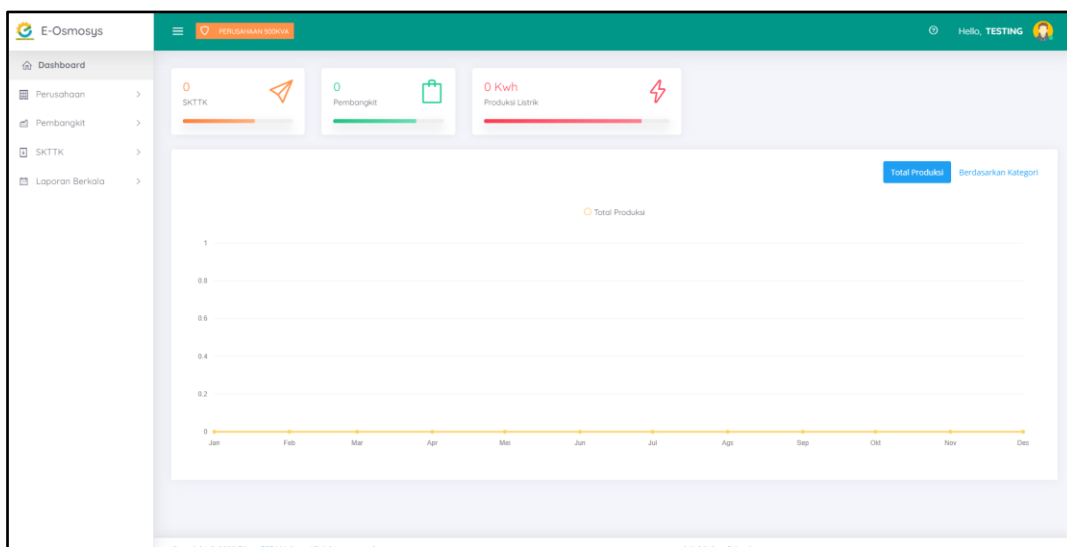 E-Osmosys
PERUSAHAAN 500KVA
Hello, TESTING
Dashboard
Perusahaan
Pembangkit
SKTTK
Laporan Berkala
0
SKTTK
0
Pembangkit
0 Kwh
Produksi Listrik
Total Produksi
Berdasarkan Kategori
Total Produksi
1
0.8
0.6
0.4
0.2
0
Jan Feb Mar Apr Mei Jun Jul Ags Sep Okt Nov Des